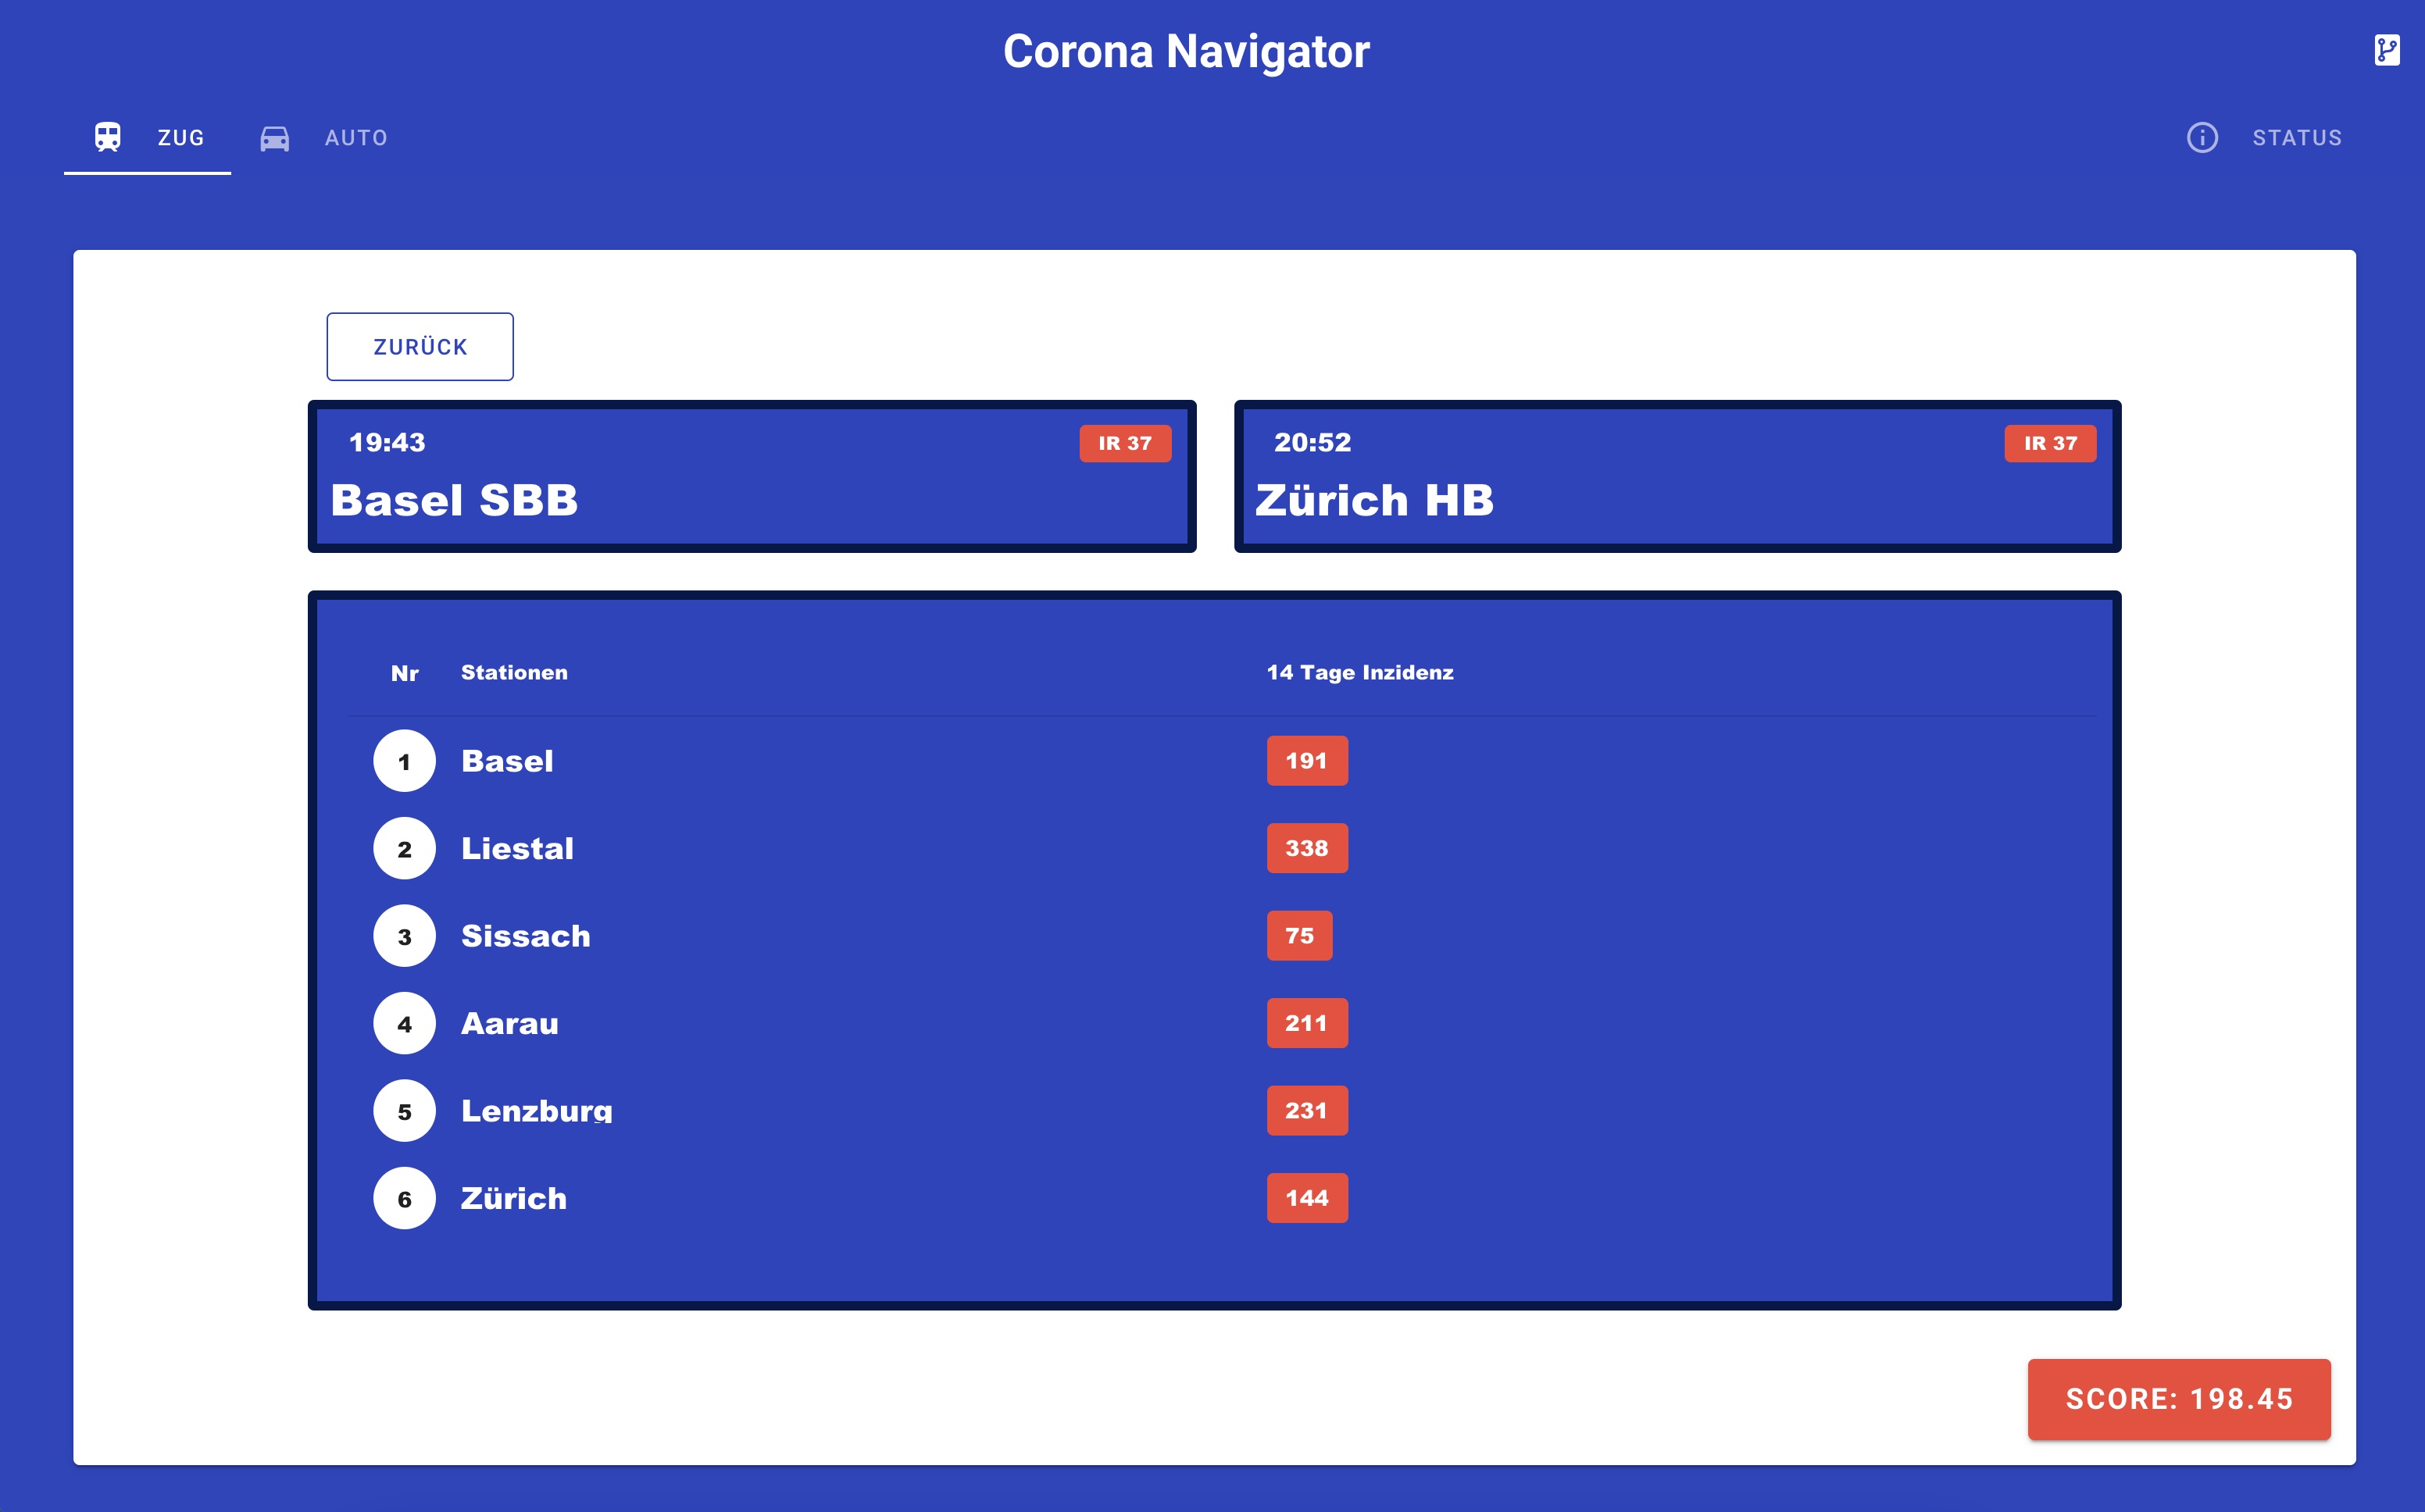 Corona Navigator
ZUG AUTO STATUS
ZURÜCK
19:43 IR 37
Basel SBB
20:52 IR 37
Zürich HB
Nr Stationen 14 Tage Inzidenz
1 Basel 191
2 Liestal 338
3 Sissach 75
4 Aarau 211
5 Lenzburg 231
6 Zürich 144
SCORE: 198.45